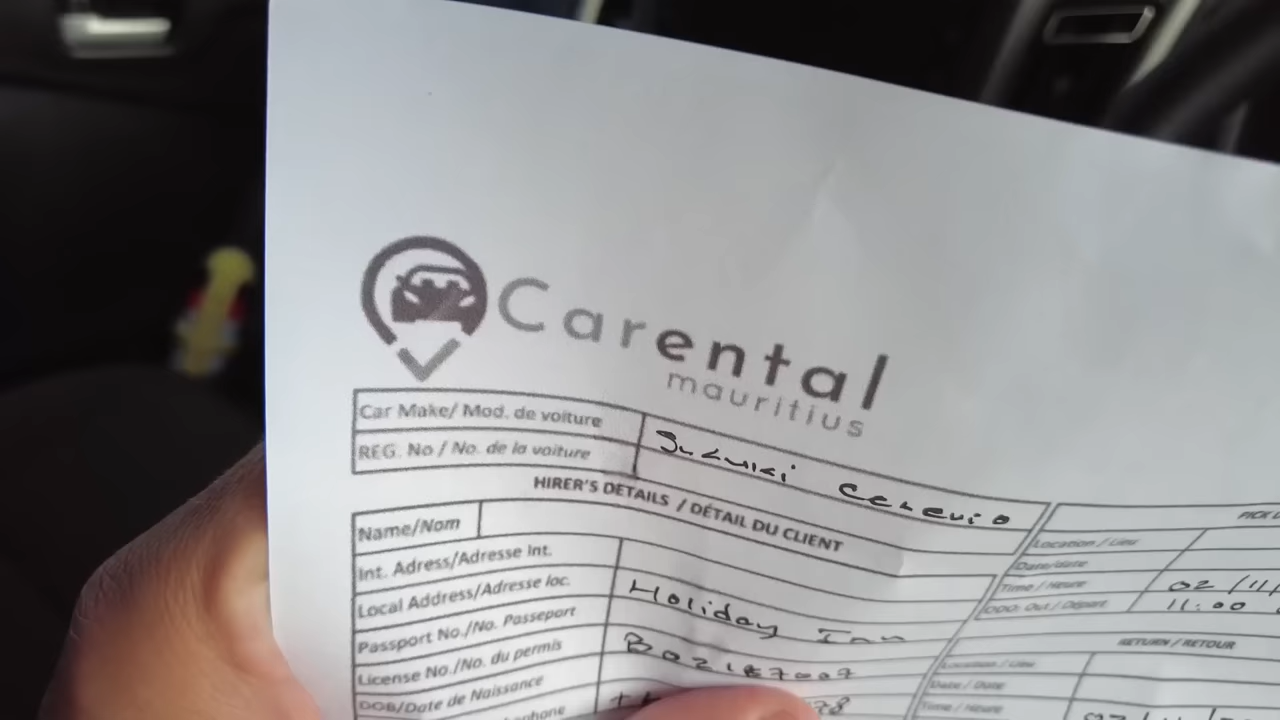 Carental
mauritius
Car Make/ Mod. de voiture Suzuki Celerio
REG. No / No. de la voiture
HIRER'S DETAILS / DÉTAIL DU CLIENT
Name/Nom
Int. Adress/Adresse Int.
Local Address/Adresse loc. Holiday Inn
Passport No./No. Passeport
License No./No. du permis
DOB/Date de Naissance
Location / Lieu
Date/date
Time / Heure 02/11/
ODO: Out / Départ 11:00
RETURN / RETOUR
Location / Lieu
Date / Date
Time / Heure